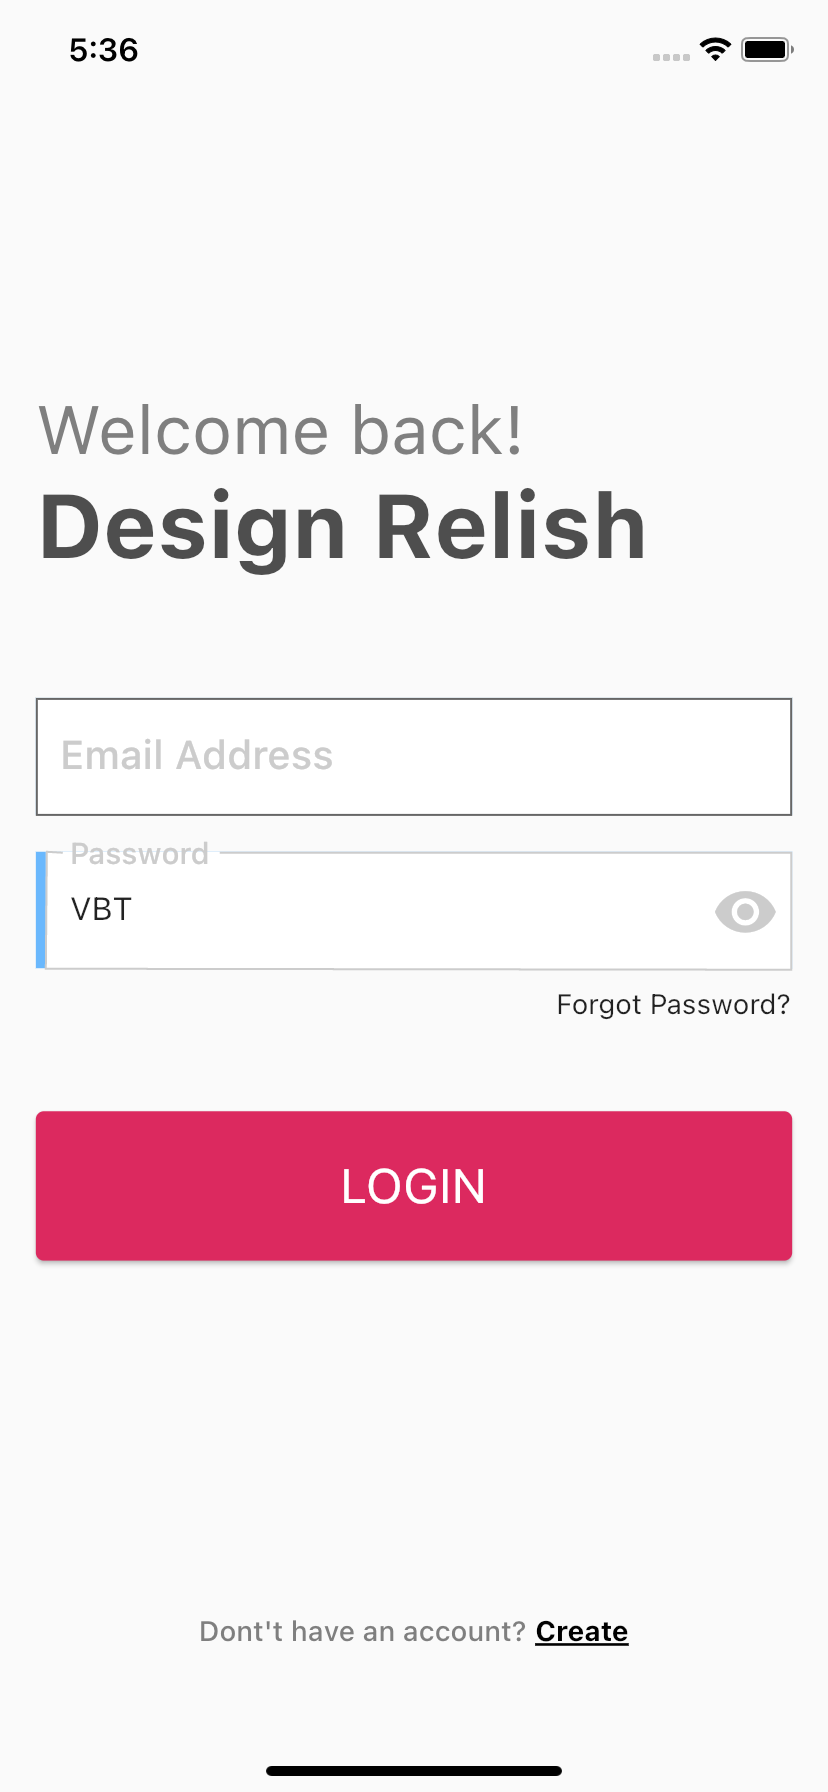 5:36
Welcome back!
Design Relish
Email Address
Password
VBT
Forgot Password?
LOGIN
Dont't have an account? Create